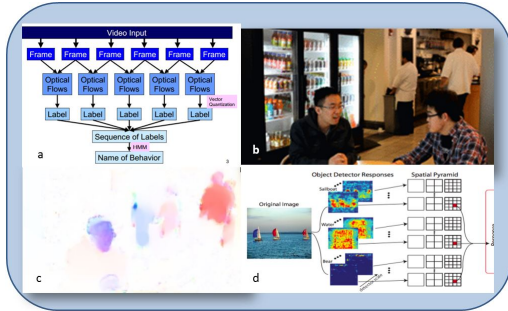 Video Input
Frame Frame Frame Frame Frame Frame
Optical Flows Optical Flows Optical Flows Optical Flows Optical Flows
Vector Quantization
Label Label Label Label Label
Sequence of Labels
HMM
Name of Behavior
a
b
Object Detector Responses Spatial Pyramid
Original Image
Sailboat
Water
Bear
c
d